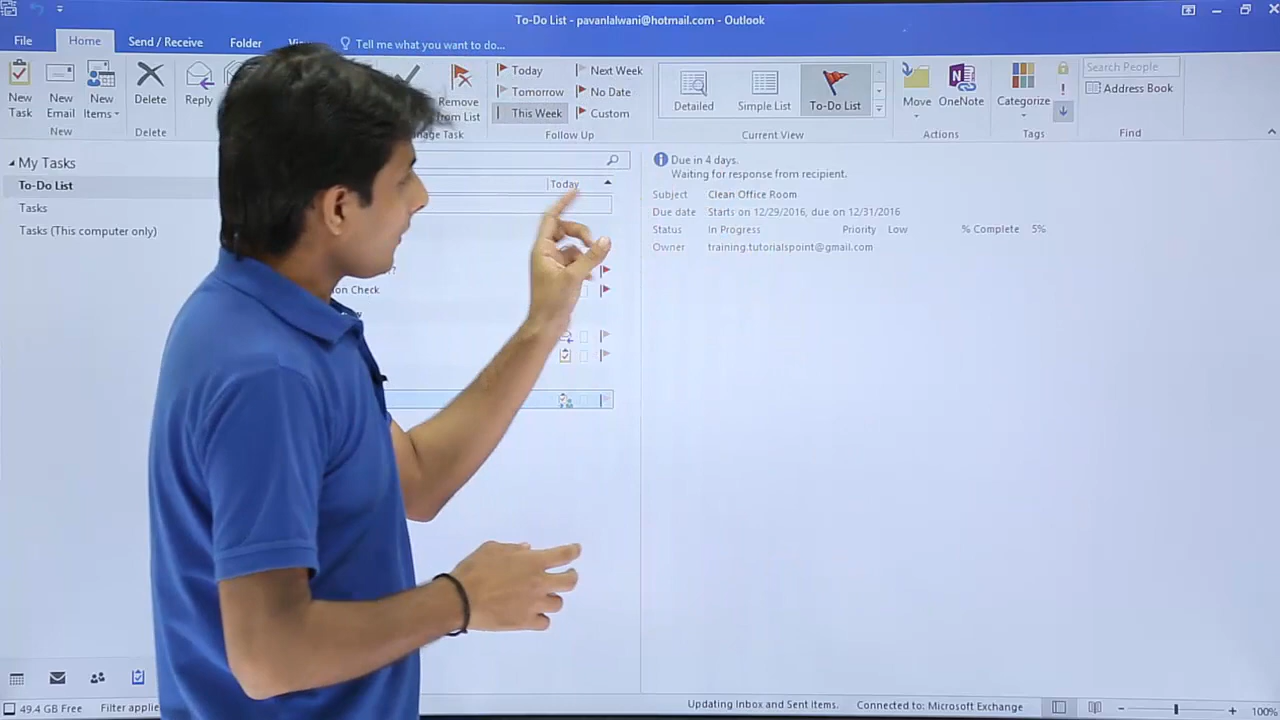 To-Do List - pavanlalwani@hotmail.com - Outlook
File Home Send / Receive Folder Tell me what you want to do...
New Task
New Email
New Items
New
Delete
Delete
Reply
Remove from List
Today
Tomorrow
This Week
Next Week
No Date
Custom
Follow Up
Detailed
Simple List
To-Do List
Current View
Move
OneNote
Actions
Categorize
Tags
Search People
Address Book
Find
My Tasks
To-Do List
Tasks
Tasks (This computer only)
Today
Check
Due in 4 days.
Waiting for response from recipient.
Subject Clean Office Room
Due date Starts on 12/29/2016, due on 12/31/2016
Status In Progress Priority Low % Complete 5%
Owner training.tutorialspoint@gmail.com
49.4 GB Free Filter Updating Inbox and Sent Items. Connected to: Microsoft Exchange 100%